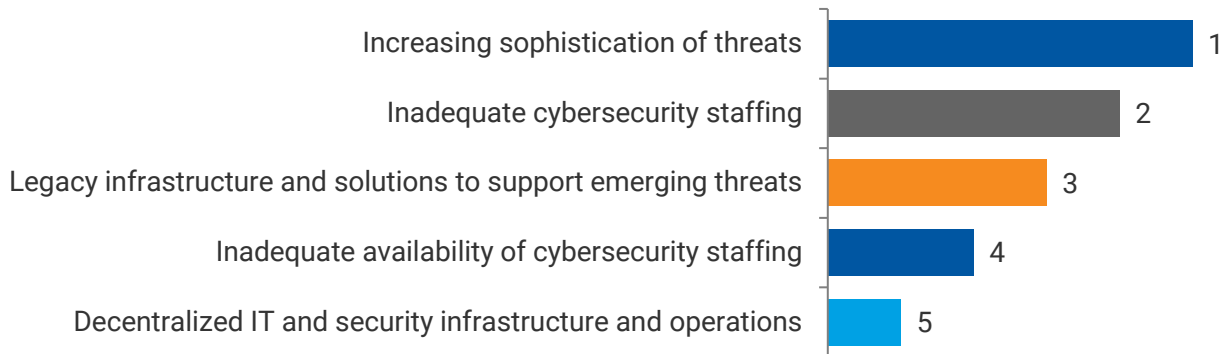 Increasing sophistication of threats 1
Inadequate cybersecurity staffing 2
Legacy infrastructure and solutions to support emerging threats 3
Inadequate availability of cybersecurity staffing 4
Decentralized IT and security infrastructure and operations 5